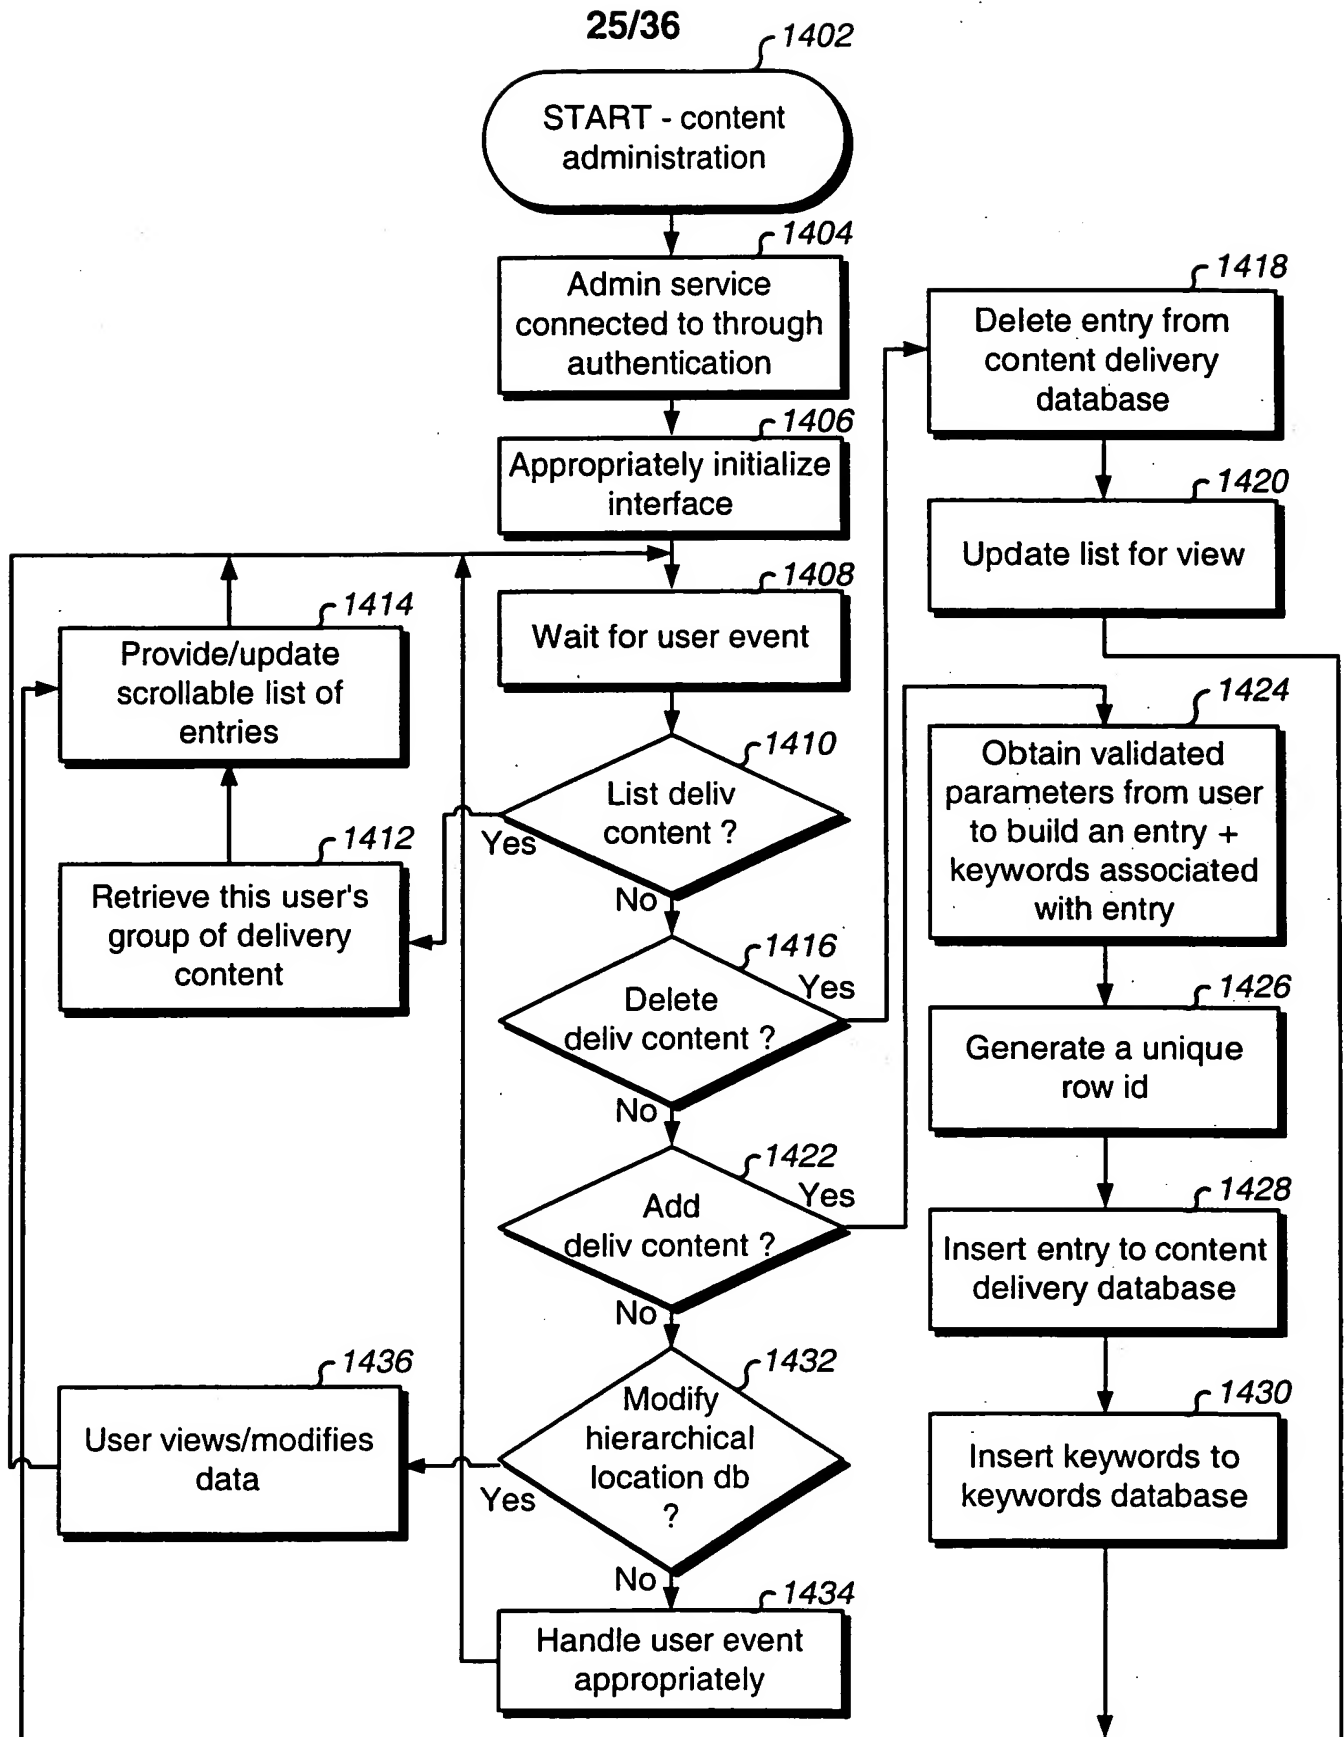 25/36
1402
START - content
administration
1404
Admin service
connected to through
authentication
1406
Appropriately initialize
interface
1408
Wait for user event
1410
List deliv
content ?
Yes
No
1412
Retrieve this user's
group of delivery
content
1414
Provide/update
scrollable list of
entries
1416
Delete
deliv content ?
Yes
No
1418
Delete entry from
content delivery
database
1420
Update list for view
1422
Add
deliv content ?
Yes
No
1424
Obtain validated
parameters from user
to build an entry +
keywords associated
with entry
1426
Generate a unique
row id
1428
Insert entry to content
delivery database
1430
Insert keywords to
keywords database
1432
Modify
hierarchical
location db
?
Yes
No
1436
User views/modifies
data
1434
Handle user event
appropriately